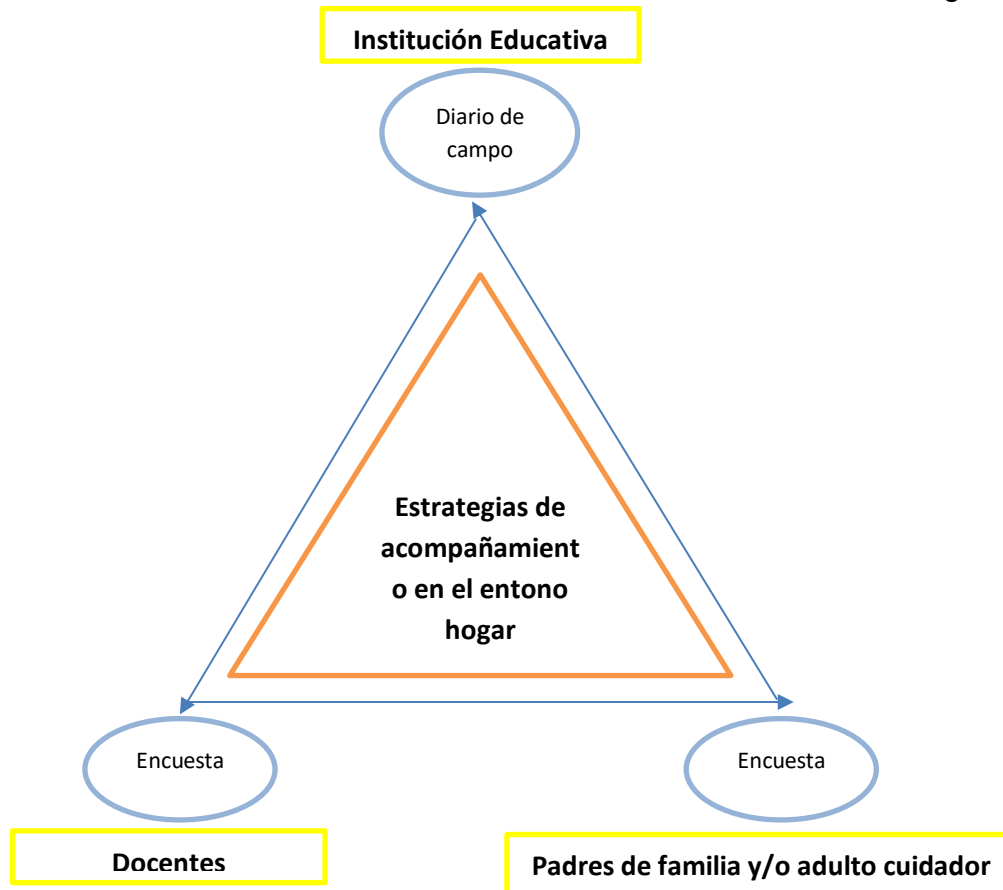 g
Institución Educativa
Diario de
campo
Estrategias de
acompañamient
o en el entono
hogar
Encuesta
Encuesta
Docentes
Padres de familia y/o adulto cuidador